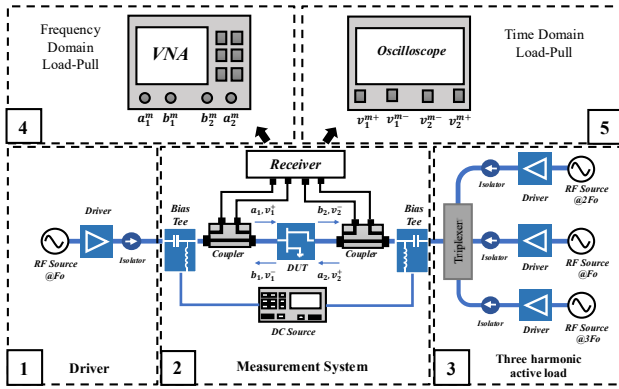 Frequency
Domain
Load-Pull
VNA
a₁ᵐ b₁ᵐ b₂ᵐ a₂ᵐ
4
Oscilloscope
v₁ᵐ⁺ v₁ᵐ⁻ v₂ᵐ⁻ v₂ᵐ⁺
Time Domain
Load-Pull
5
Receiver
Driver
Isolator
RF Source
@Fo
1
Driver
Bias
Tee
Coupler
a₁, v₁⁺
b₁, v₁⁻
DUT
b₂, v₂⁻
a₂, v₂⁺
Coupler
Bias
Tee
DC Source
2
Measurement System
Triplexer
Isolator
Driver
RF Source
@2Fo
Isolator
Driver
RF Source
@Fo
Isolator
Driver
RF Source
@3Fo
3
Three harmonic
active load